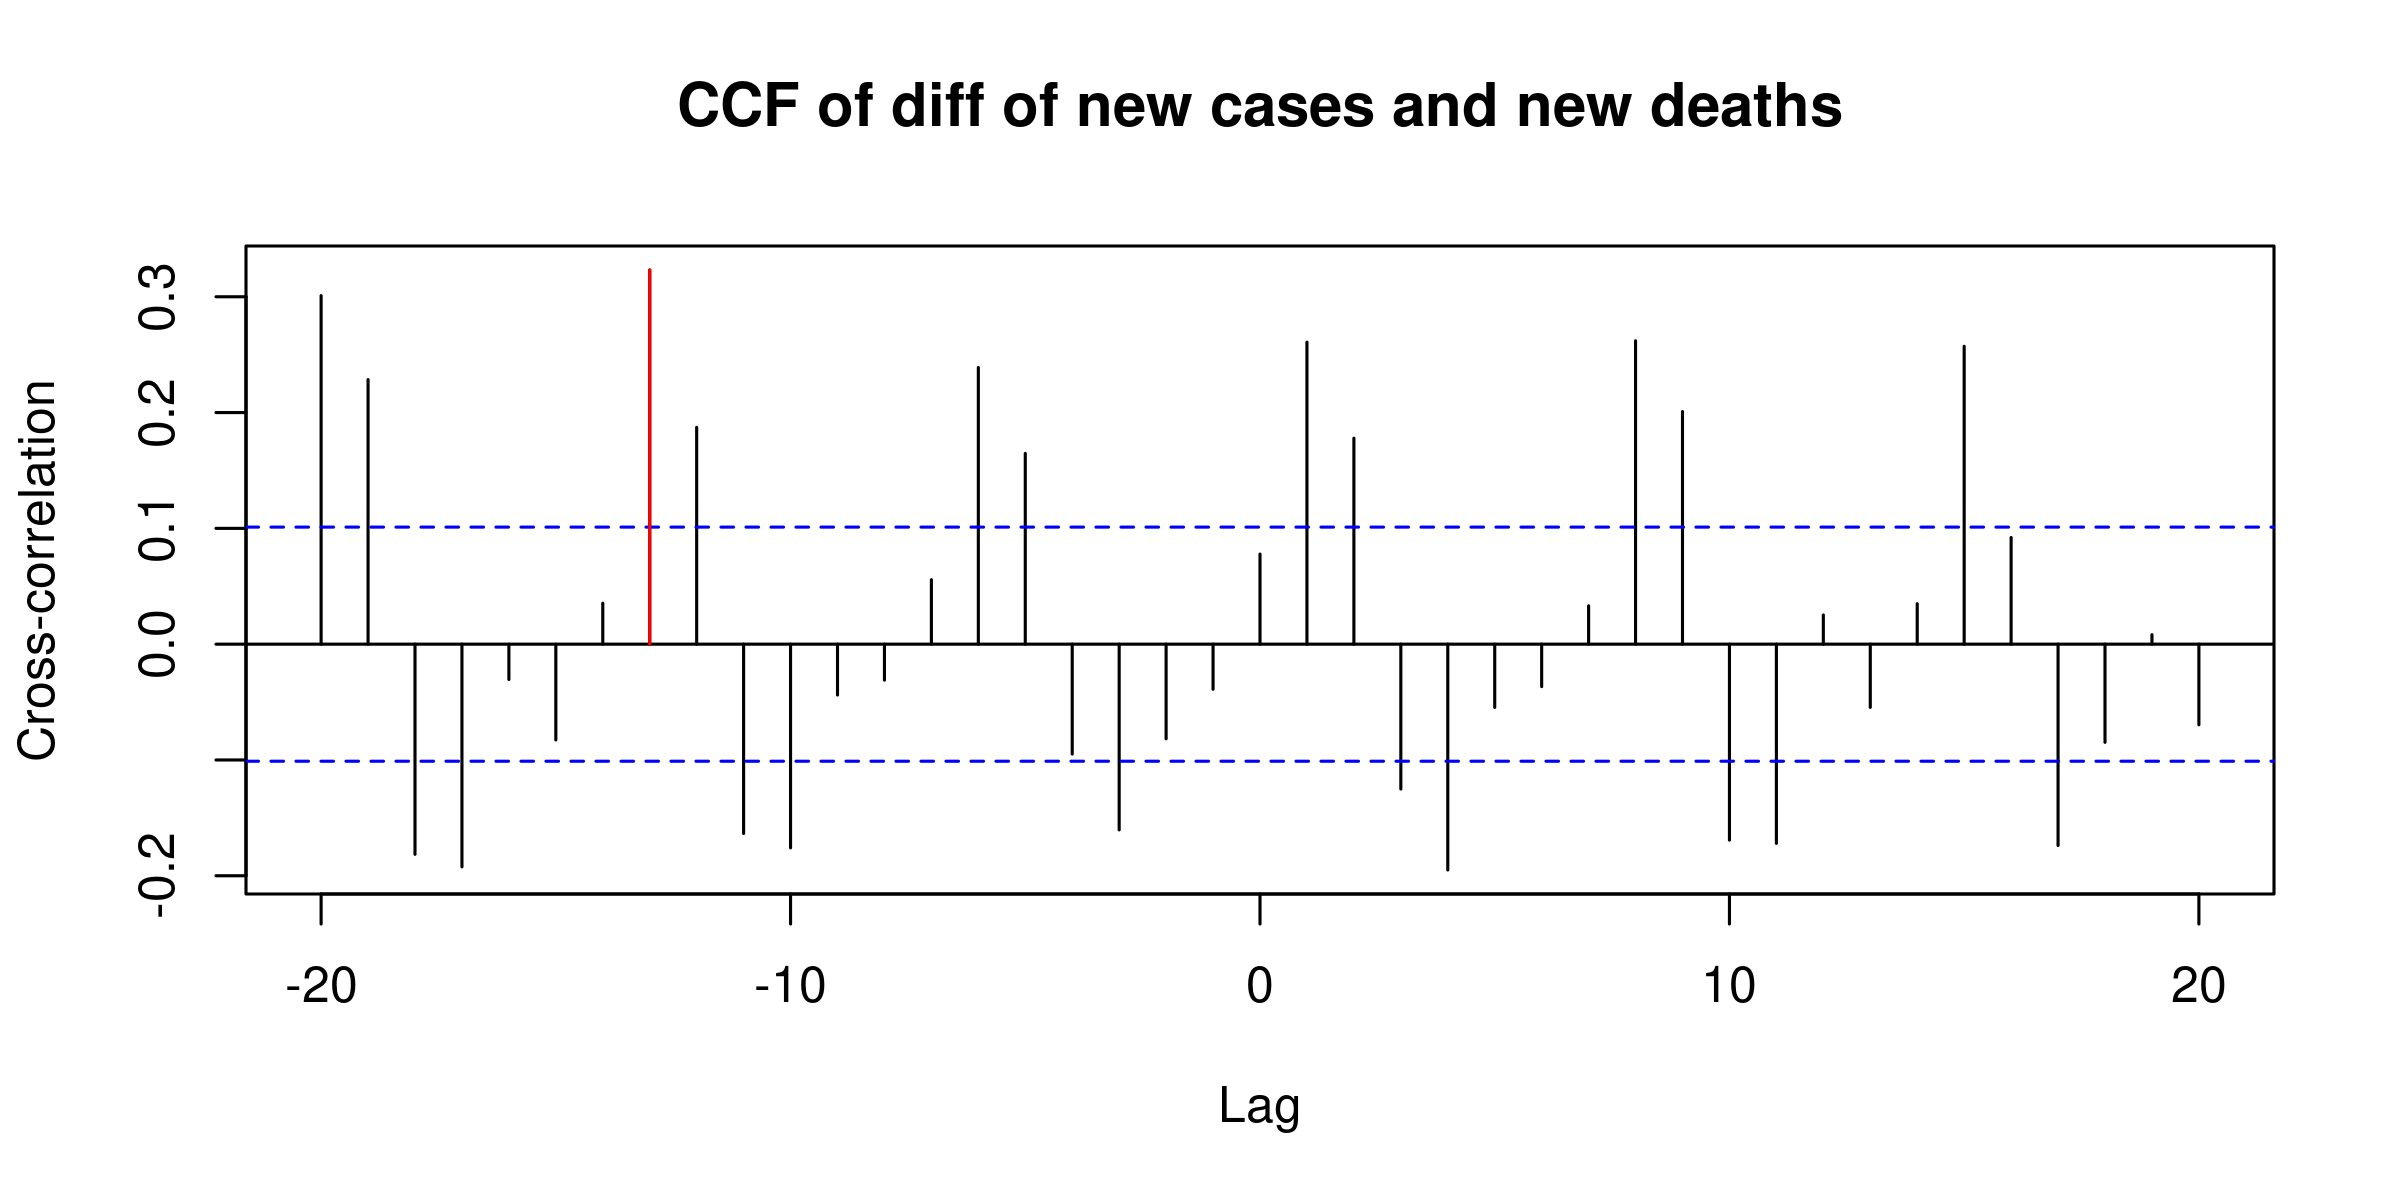 CCF of diff of new cases and new deaths
Cross-correlation
0.3
0.2
0.1
0.0
-0.2
-20 -10 0 10 20
Lag